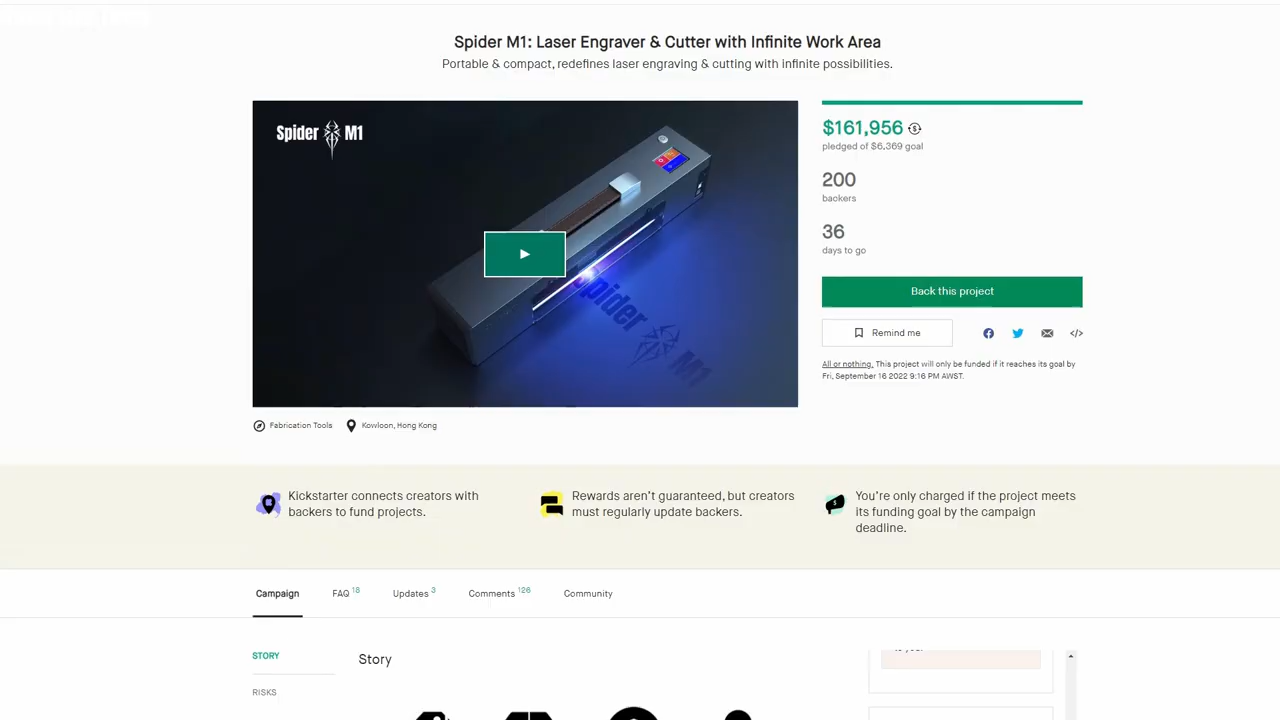 Spider M1: Laser Engraver & Cutter with Infinite Work Area
Portable & compact, redefines laser engraving & cutting with infinite possibilities.
Spider M1
Spider M1
$161,956
pledged of $6,369 goal
200
backers
36
days to go
Back this project
Remind me
All or nothing. This project will only be funded if it reaches its goal by
Fri, September 16 2022 9:16 PM AWST.
Fabrication Tools
Kowloon, Hong Kong
Kickstarter connects creators with
backers to fund projects.
Rewards aren't guaranteed, but creators
must regularly update backers.
You're only charged if the project meets
its funding goal by the campaign
deadline.
Campaign
FAQ 18
Updates 3
Comments 126
Community
STORY
RISKS
Story